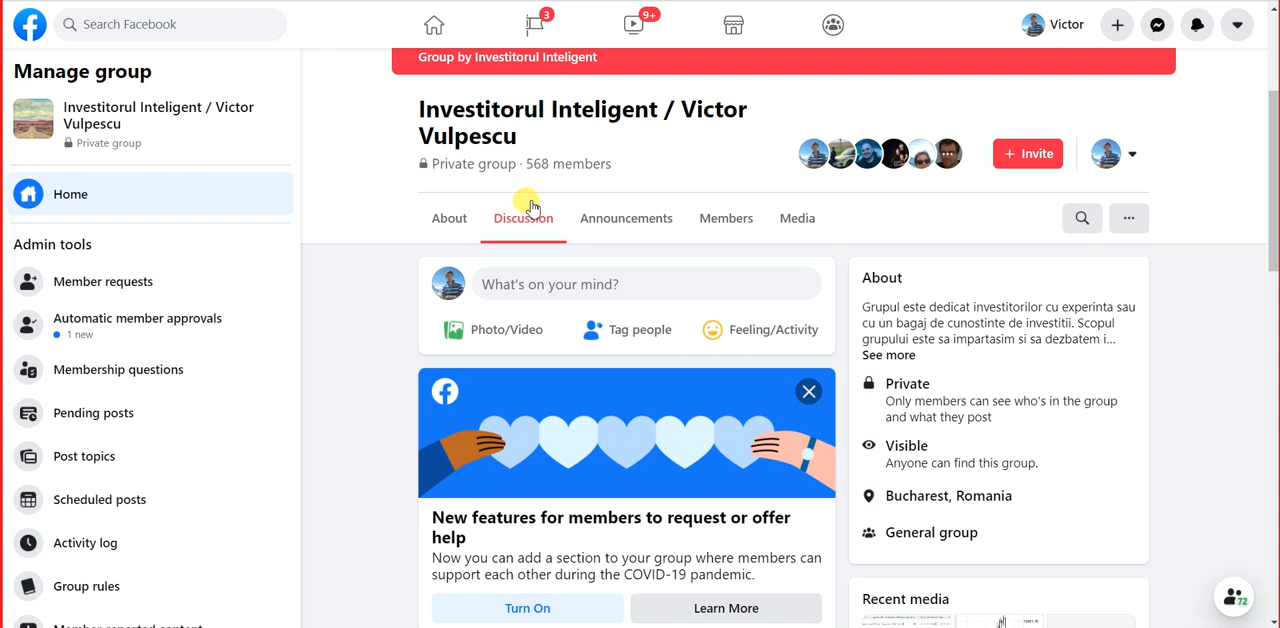 Search Facebook
3
9+
Victor
Manage group
Investitorul Inteligent / Victor
Vulpescu
Private group
Home
Admin tools
Member requests
Automatic member approvals
1 new
Membership questions
Pending posts
Post topics
Scheduled posts
Activity log
Group rules
Member reported content
Group by Investitorul Inteligent
Investitorul Inteligent / Victor
Vulpescu
Private group · 568 members
+ Invite
About Discussion Announcements Members Media
What's on your mind?
Photo/Video Tag people Feeling/Activity
New features for members to request or offer
help
Now you can add a section to your group where members can
support each other during the COVID-19 pandemic.
Turn On Learn More
About
Grupul este dedicat investitorilor cu experinta sau
cu un bagaj de cunostinte de investitii. Scopul
grupului este sa impartasim si sa dezbatem i...
See more
Private
Only members can see who's in the group
and what they post
Visible
Anyone can find this group.
Bucharest, Romania
General group
Recent media
72